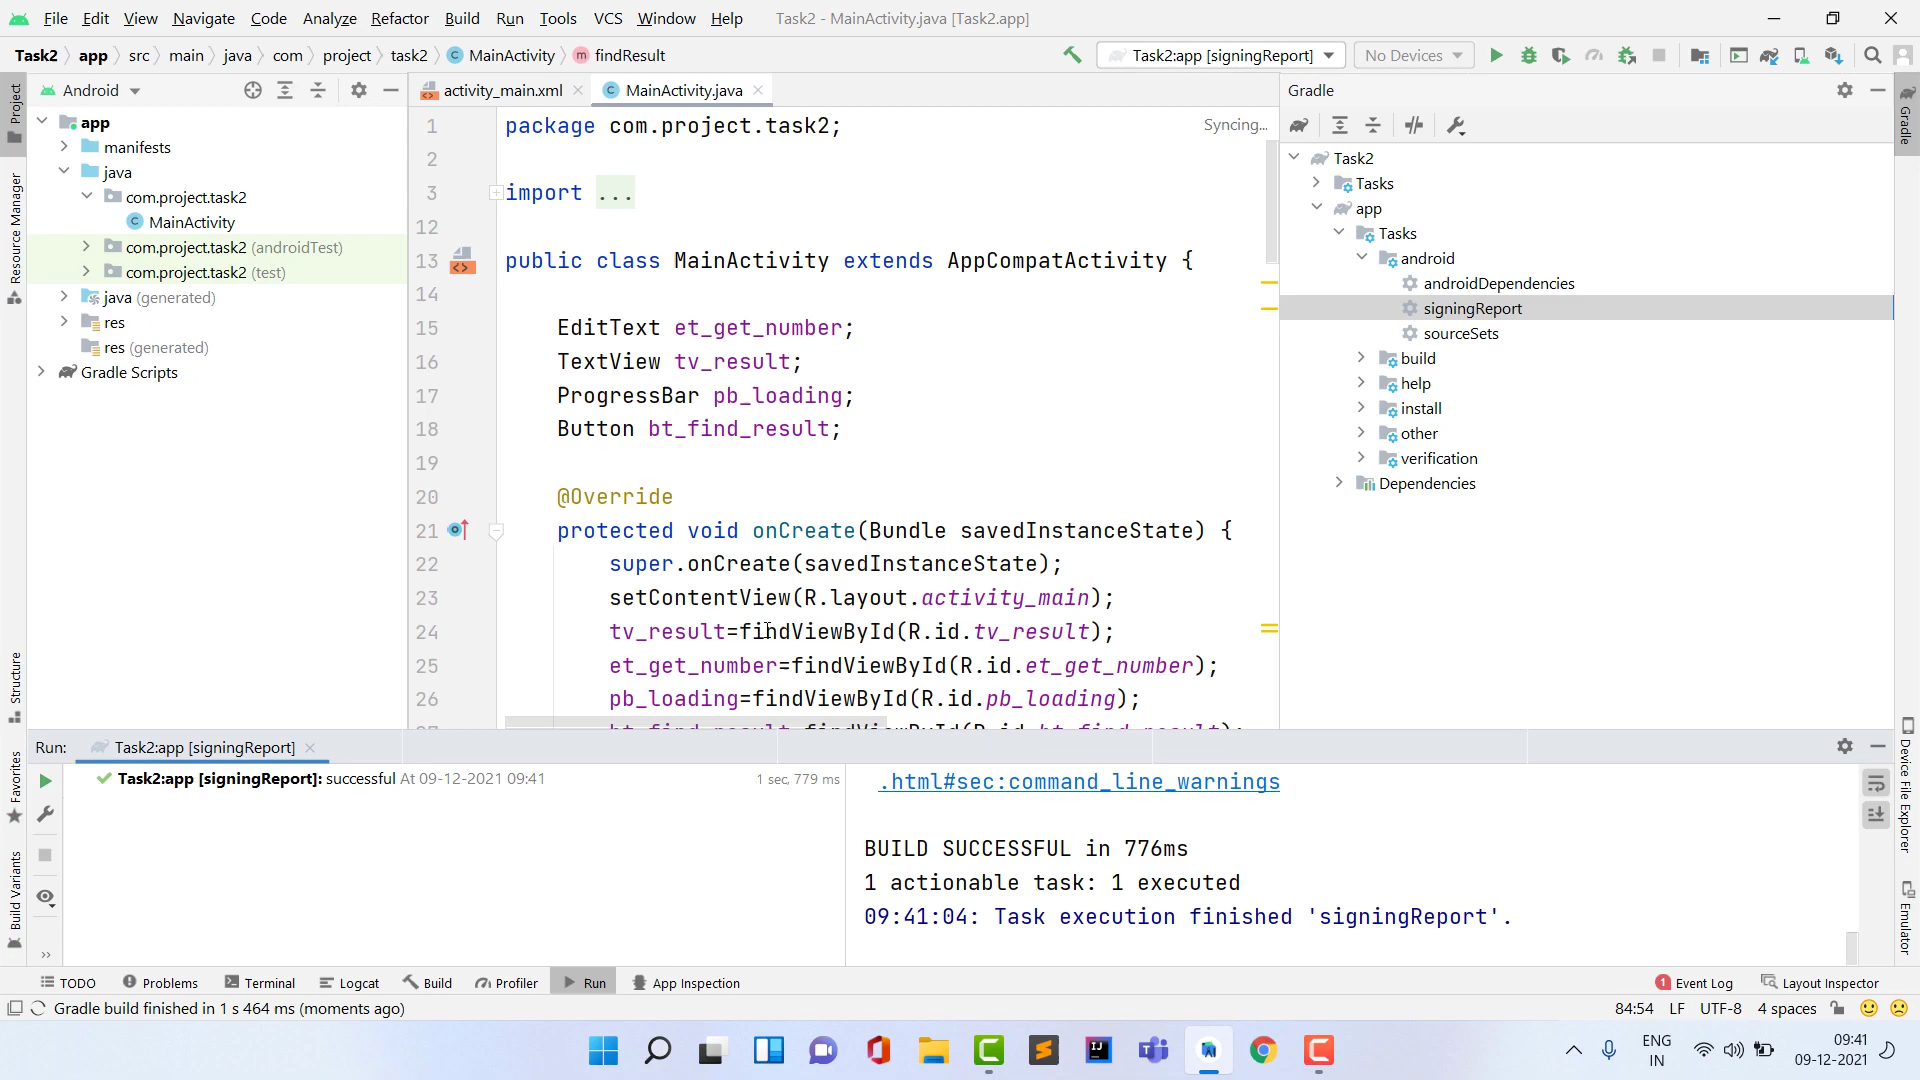 File Edit View Navigate Code Analyze Refactor Build Run Tools VCS Window Help Task2 - MainActivity.java [Task2.app]
Task2 app src main java com project task2 MainActivity findResult Task2:app [signingReport] No Devices
Project
Resource Manager
Structure
Favorites
Build Variants
Android
app
manifests
java
com.project.task2
MainActivity
com.project.task2 (androidTest)
com.project.task2 (test)
java (generated)
res
res (generated)
Gradle Scripts
activity_main.xml MainActivity.java
Syncing...
1 package com.project.task2;
2
3 import ...
12
13 public class MainActivity extends AppCompatActivity {
14
15 EditText et_get_number;
16 TextView tv_result;
17 ProgressBar pb_loading;
18 Button bt_find_result;
19
20 @Override
21 protected void onCreate(Bundle savedInstanceState) {
22 super.onCreate(savedInstanceState);
23 setContentView(R.layout.activity_main);
24 tv_result=findViewById(R.id.tv_result);
25 et_get_number=findViewById(R.id.et_get_number);
26 pb_loading=findViewById(R.id.pb_loading);
bt_find_result=findViewById(R.id.bt_find_result);
Gradle
Task2
Tasks
app
Tasks
android
androidDependencies
signingReport
sourceSets
build
help
install
other
verification
Dependencies
Gradle
Device File Explorer
Emulator
Run: Task2:app [signingReport]
Task2:app [signingReport]: successful At 09-12-2021 09:41 1 sec, 779 ms
.html#sec:command_line_warnings
BUILD SUCCESSFUL in 776ms
1 actionable task: 1 executed
09:41:04: Task execution finished 'signingReport'.
TODO Problems Terminal Logcat Build Profiler Run App Inspection 1 Event Log Layout Inspector
Gradle build finished in 1 s 464 ms (moments ago) 84:54 LF UTF-8 4 spaces
ENG
IN
09:41
09-12-2021